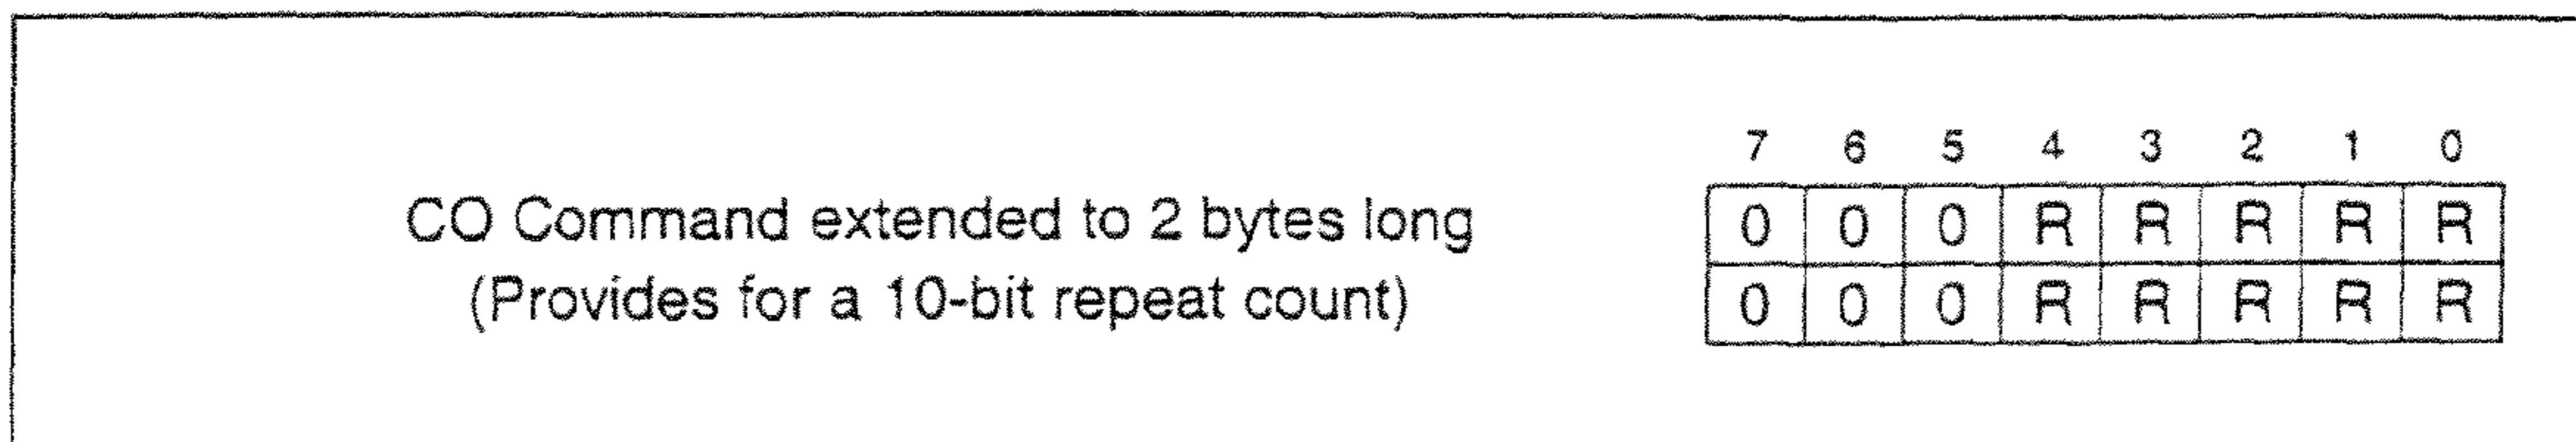 7 6 5 4 3 2 1 0
CO Command extended to 2 bytes long 0 0 0 R R R R R
(Provides for a 10-bit repeat count) 0 0 0 R R R R R